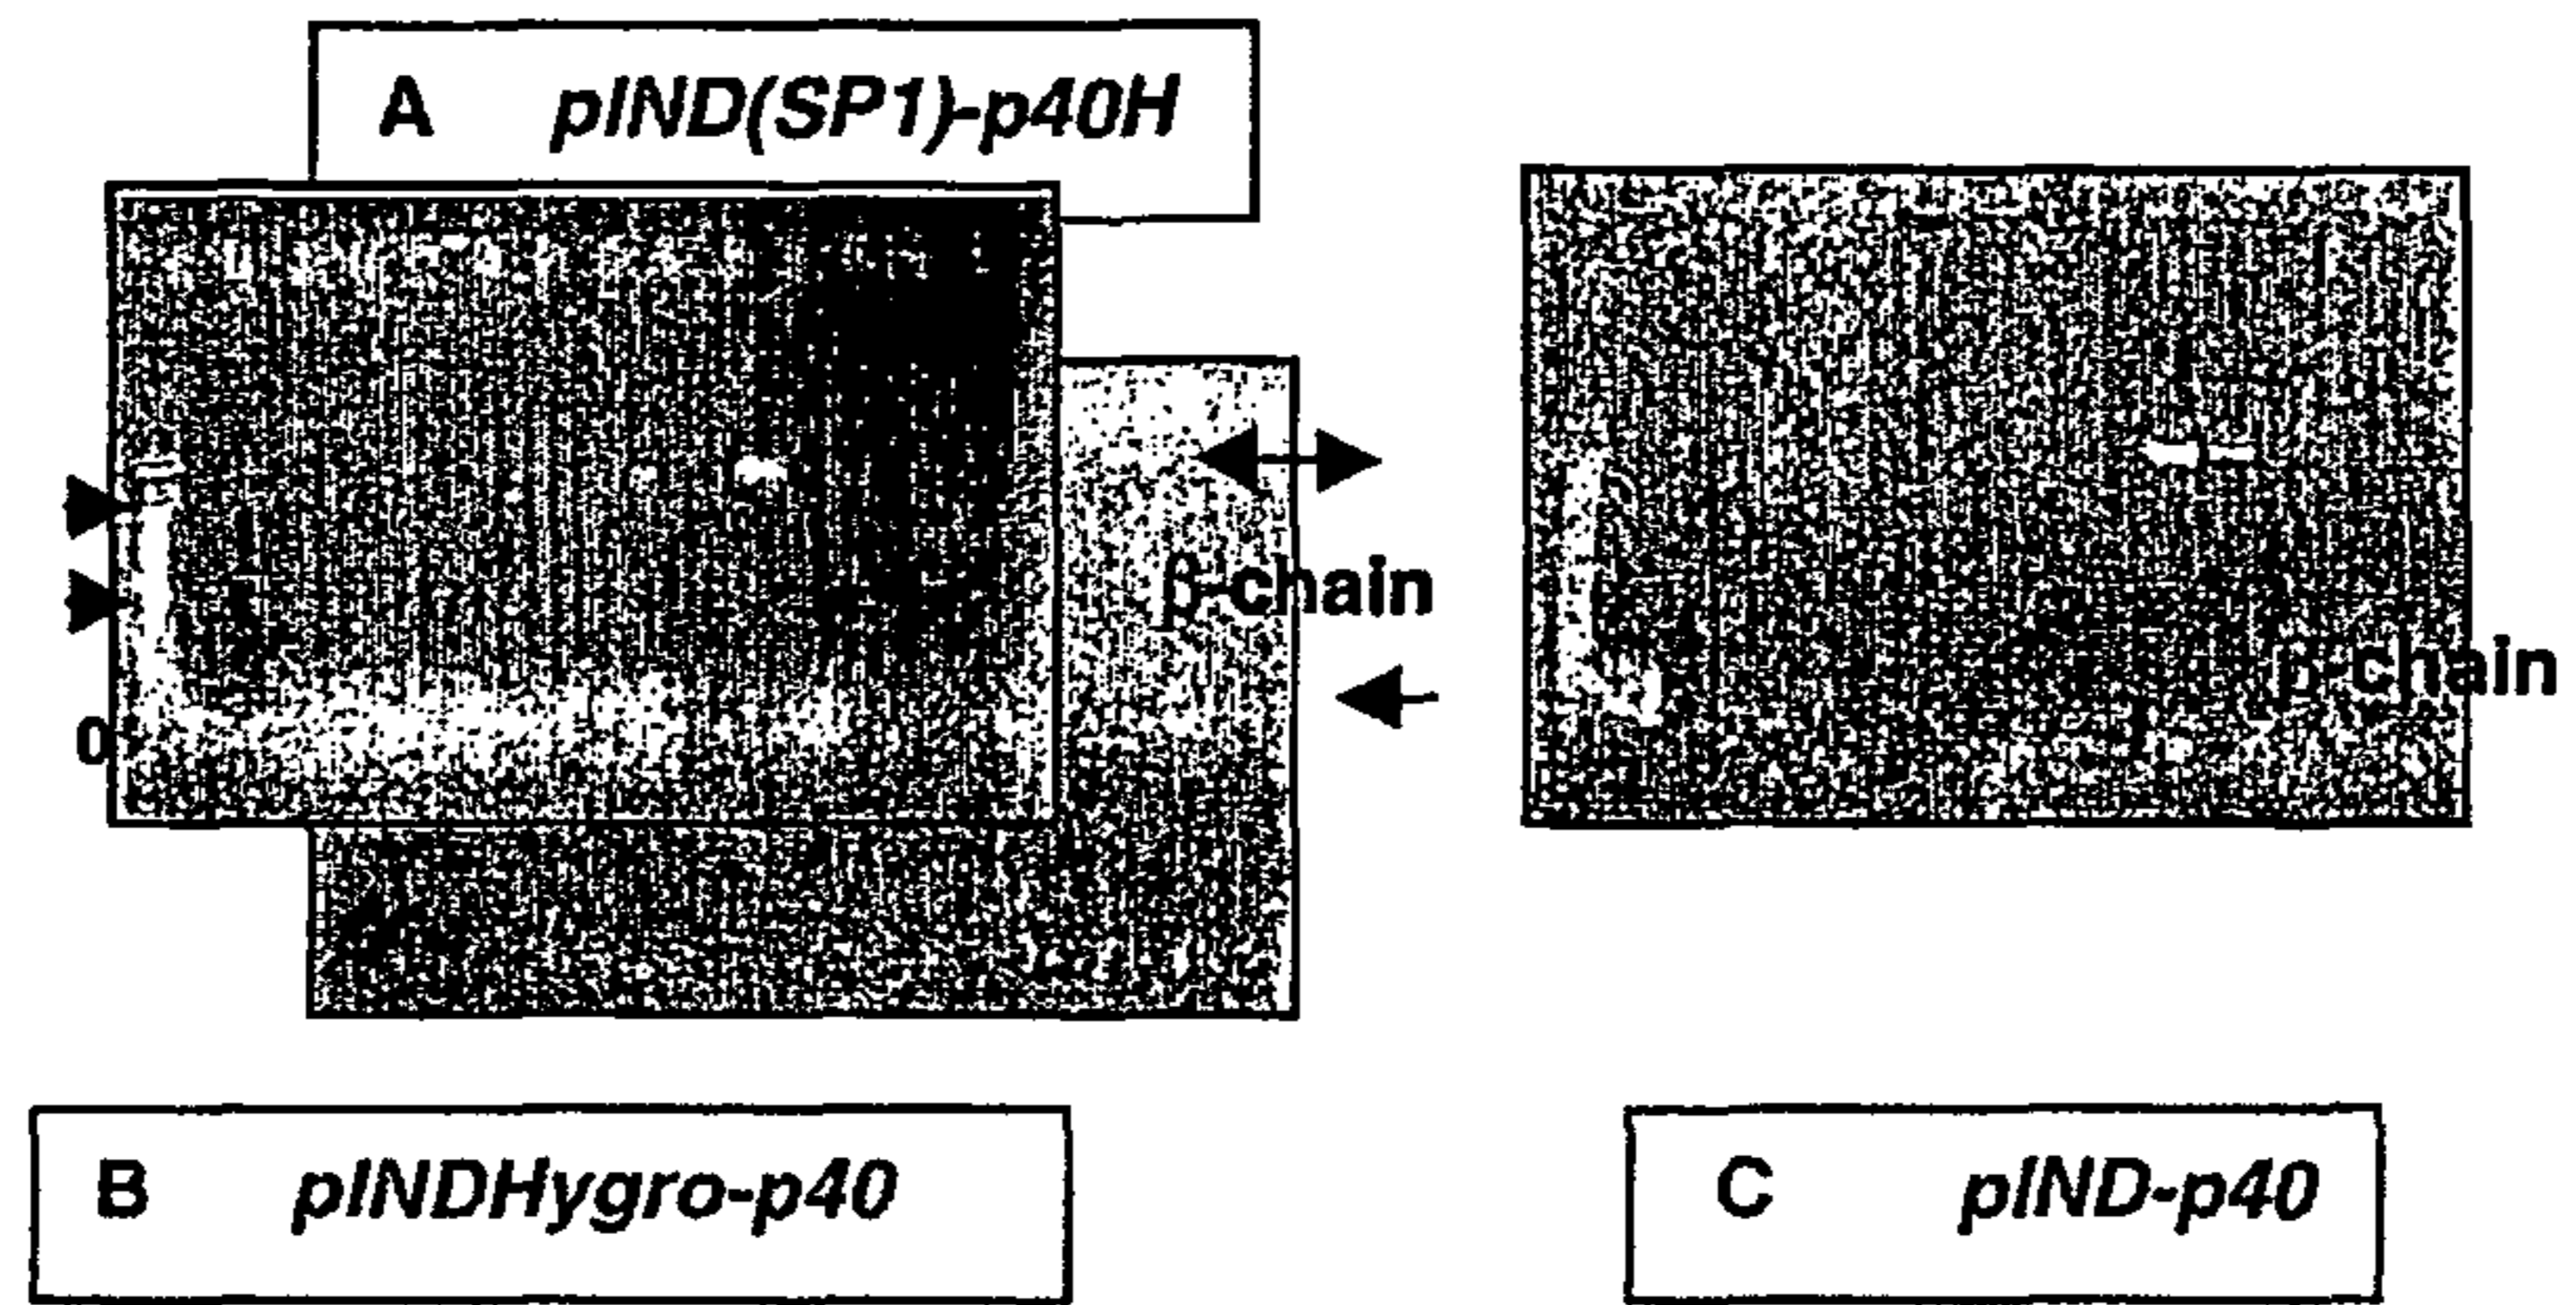 A pIND(SP1)-p40H
β-chain
β-chain
0
B pINDHygro-p40
C pIND-p40